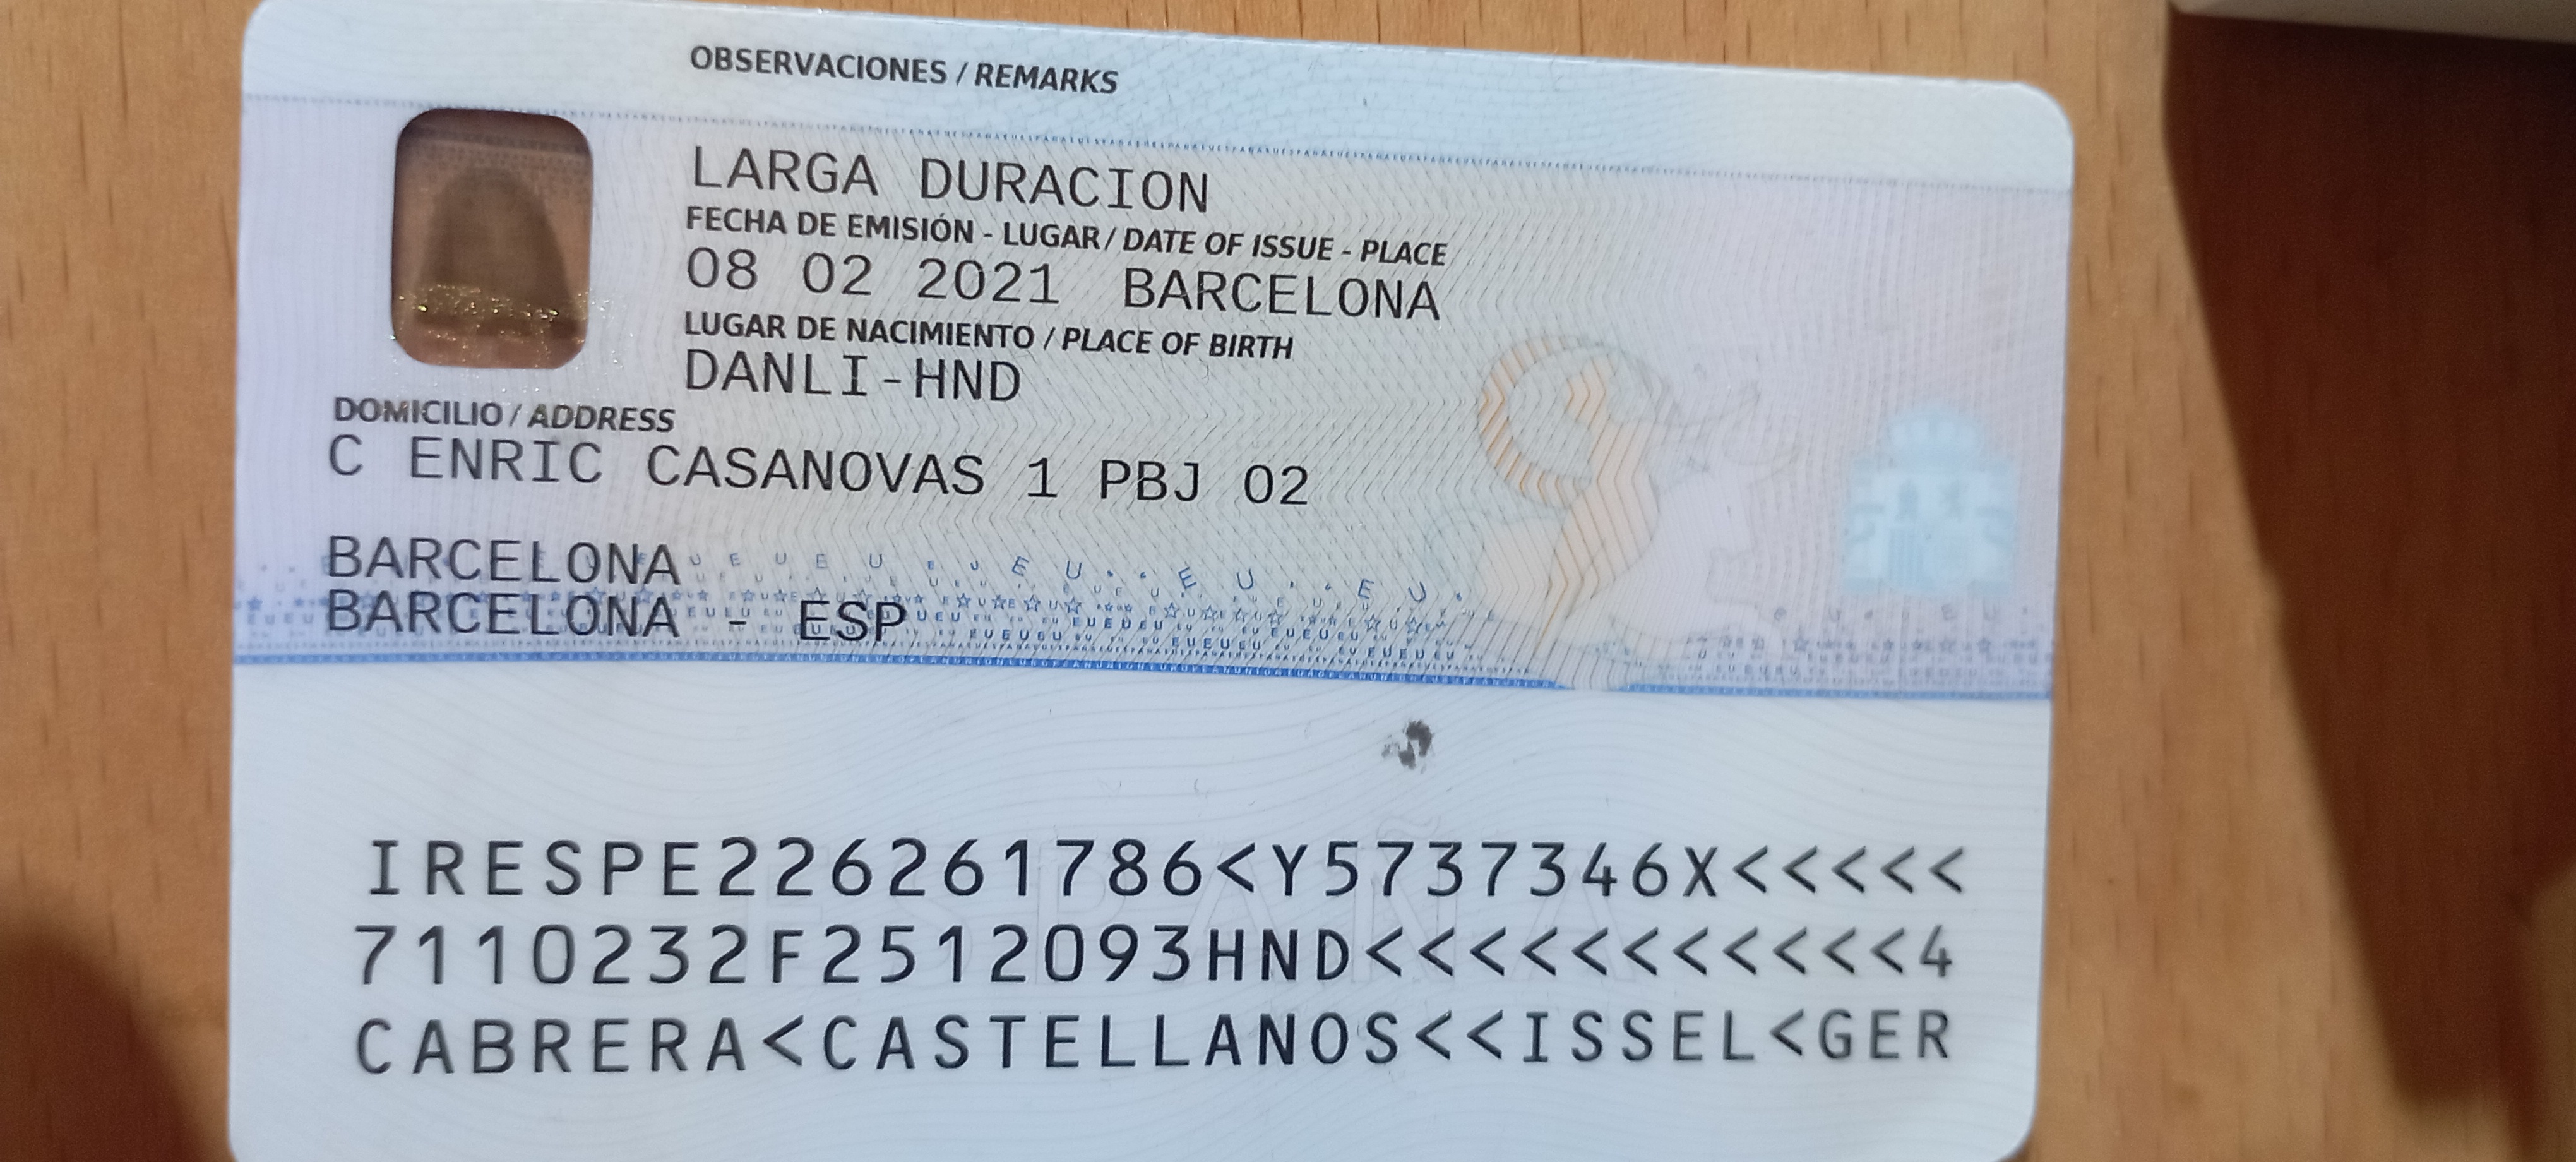 OBSERVACIONES / REMARKS
LARGA DURACION
FECHA DE EMISIÓN - LUGAR / DATE OF ISSUE - PLACE
08 02 2021 BARCELONA
LUGAR DE NACIMIENTO / PLACE OF BIRTH
DANLI-HND
DOMICILIO / ADDRESS
C ENRIC CASANOVAS 1 PBJ 02
BARCELONA
BARCELONA - ESP
IRESPE226261786<Y5737346X<<<<<
7110232F2512093HND<<<<<<<<<<<4
CABRERA<CASTELLANOS<<ISSEL<GER